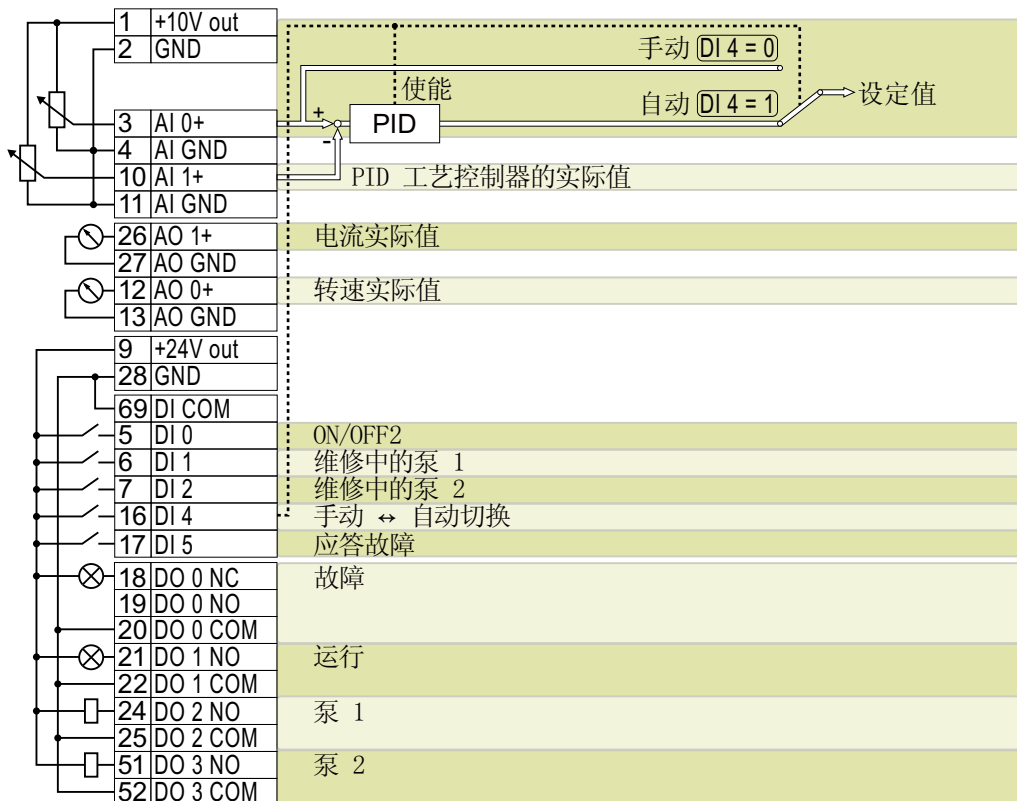 1 +10V out
2 GND
手动 DI 4 = 0
使能
自动 DI 4 = 1
设定值
3 AI 0+
+
PID
-
4 AI GND
10 AI 1+ PID 工艺控制器的实际值
11 AI GND
26 AO 1+ 电流实际值
27 AO GND
12 AO 0+ 转速实际值
13 AO GND
9 +24V out
28 GND
69 DI COM
5 DI 0 ON/OFF2
6 DI 1 维修中的泵 1
7 DI 2 维修中的泵 2
16 DI 4 手动 ↔ 自动切换
17 DI 5 应答故障
18 DO 0 NC 故障
19 DO 0 NO
20 DO 0 COM
21 DO 1 NO 运行
22 DO 1 COM
24 DO 2 NO 泵 1
25 DO 2 COM
51 DO 3 NO 泵 2
52 DO 3 COM